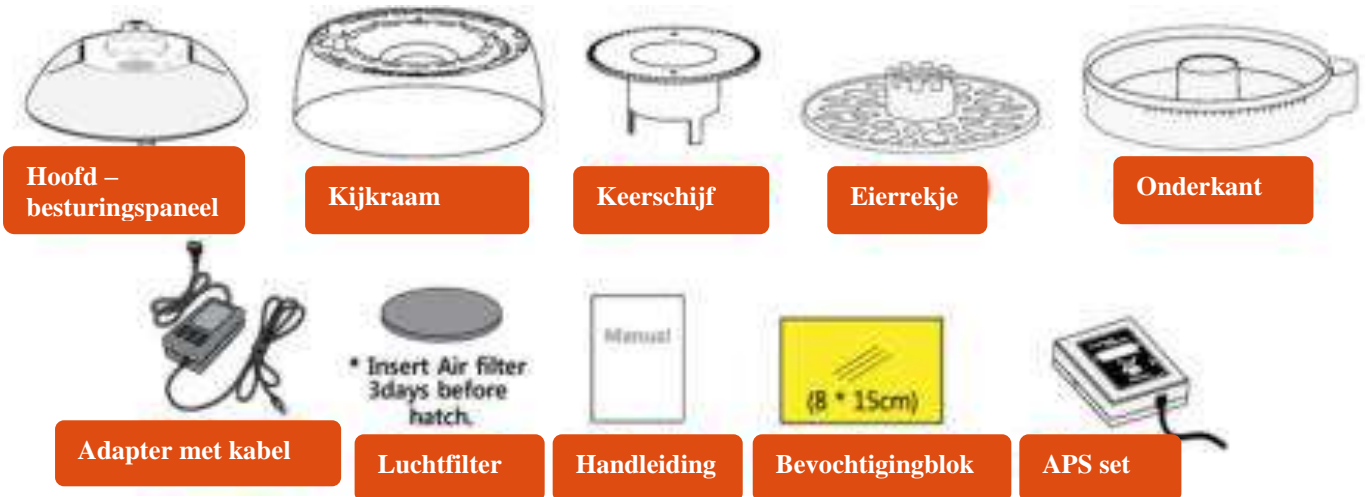 Hoofd –
besturingspaneel
Kijkraam
Keerschijf
Eierrekje
Onderkant
* Insert Air filter
3days before
hatch.
Manual
(8 * 15cm)
Adapter met kabel
Luchtfilter
Handleiding
Bevochtigingblok
APS set